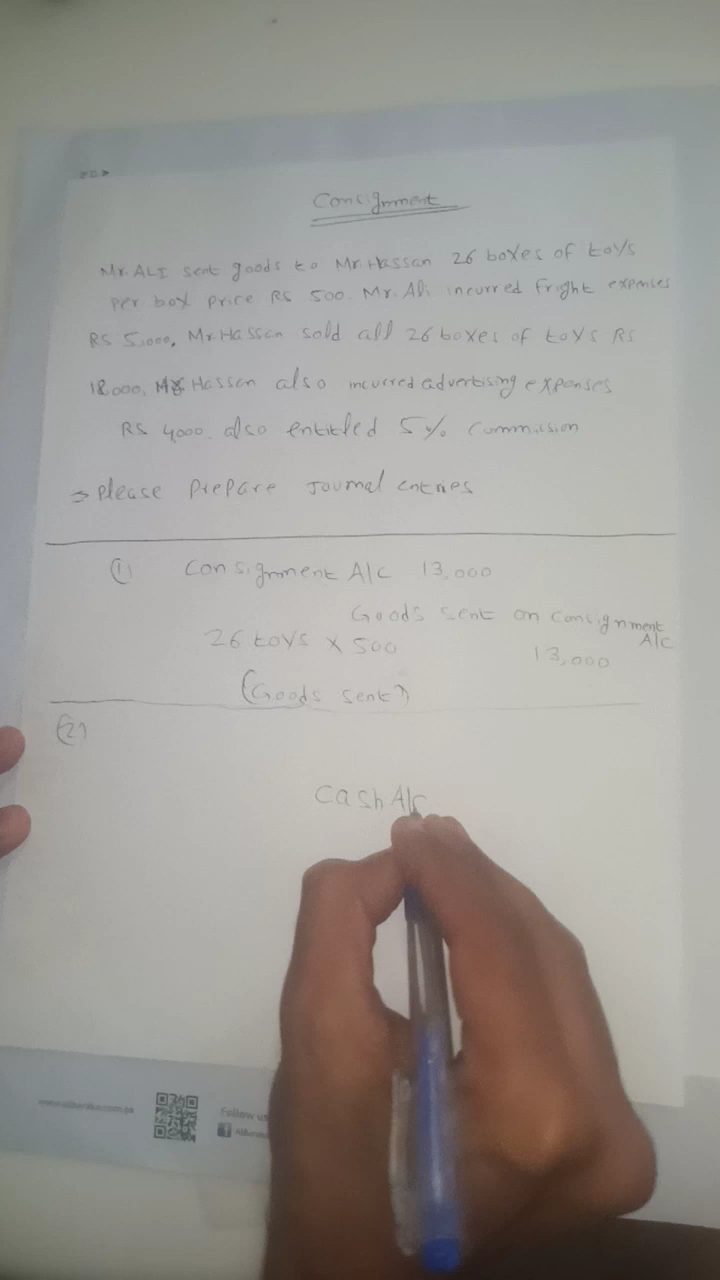 Consignment
Mr. ALI sent goods to Mr. Hassan 26 boxes of toys
per box price RS 500. Mr. Ali incurred Fright expenses
RS 5,000, Mr Hassan sold all 26 boxes of toys RS
18000, Mr Hassan also incurred advertising expenses
RS 4000. also entitled 5% Commission
→ Please Prepare Journal entries
(1) Consignment A/C 13,000
Goods sent on consignment A/C
26 toys × 500 13,000
(Goods sent)
(2)
Cash A/C
Follow us